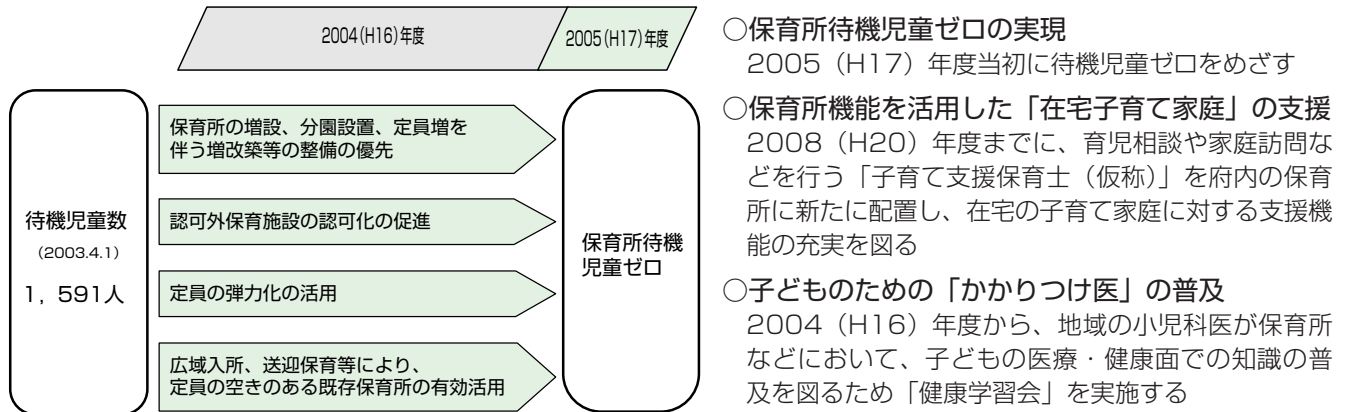 2004(H16)年度
2005(H17)年度
待機児童数
(2003.4.1)
1，591人
保育所の増設、分園設置、定員増を
伴う増改築等の整備の優先
認可外保育施設の認可化の促進
定員の弾力化の活用
広域入所、送迎保育等により、
定員の空きのある既存保育所の有効活用
保育所待機
児童ゼロ
○保育所待機児童ゼロの実現
2005（H17）年度当初に待機児童ゼロをめざす
○保育所機能を活用した「在宅子育て家庭」の支援
2008（H20）年度までに、育児相談や家庭訪問な
どを行う「子育て支援保育士（仮称）」を府内の保育
所に新たに配置し、在宅の子育て家庭に対する支援機
能の充実を図る
○子どものための「かかりつけ医」の普及
2004（H16）年度から、地域の小児科医が保育所
などにおいて、子どもの医療・健康面での知識の普
及を図るため「健康学習会」を実施する